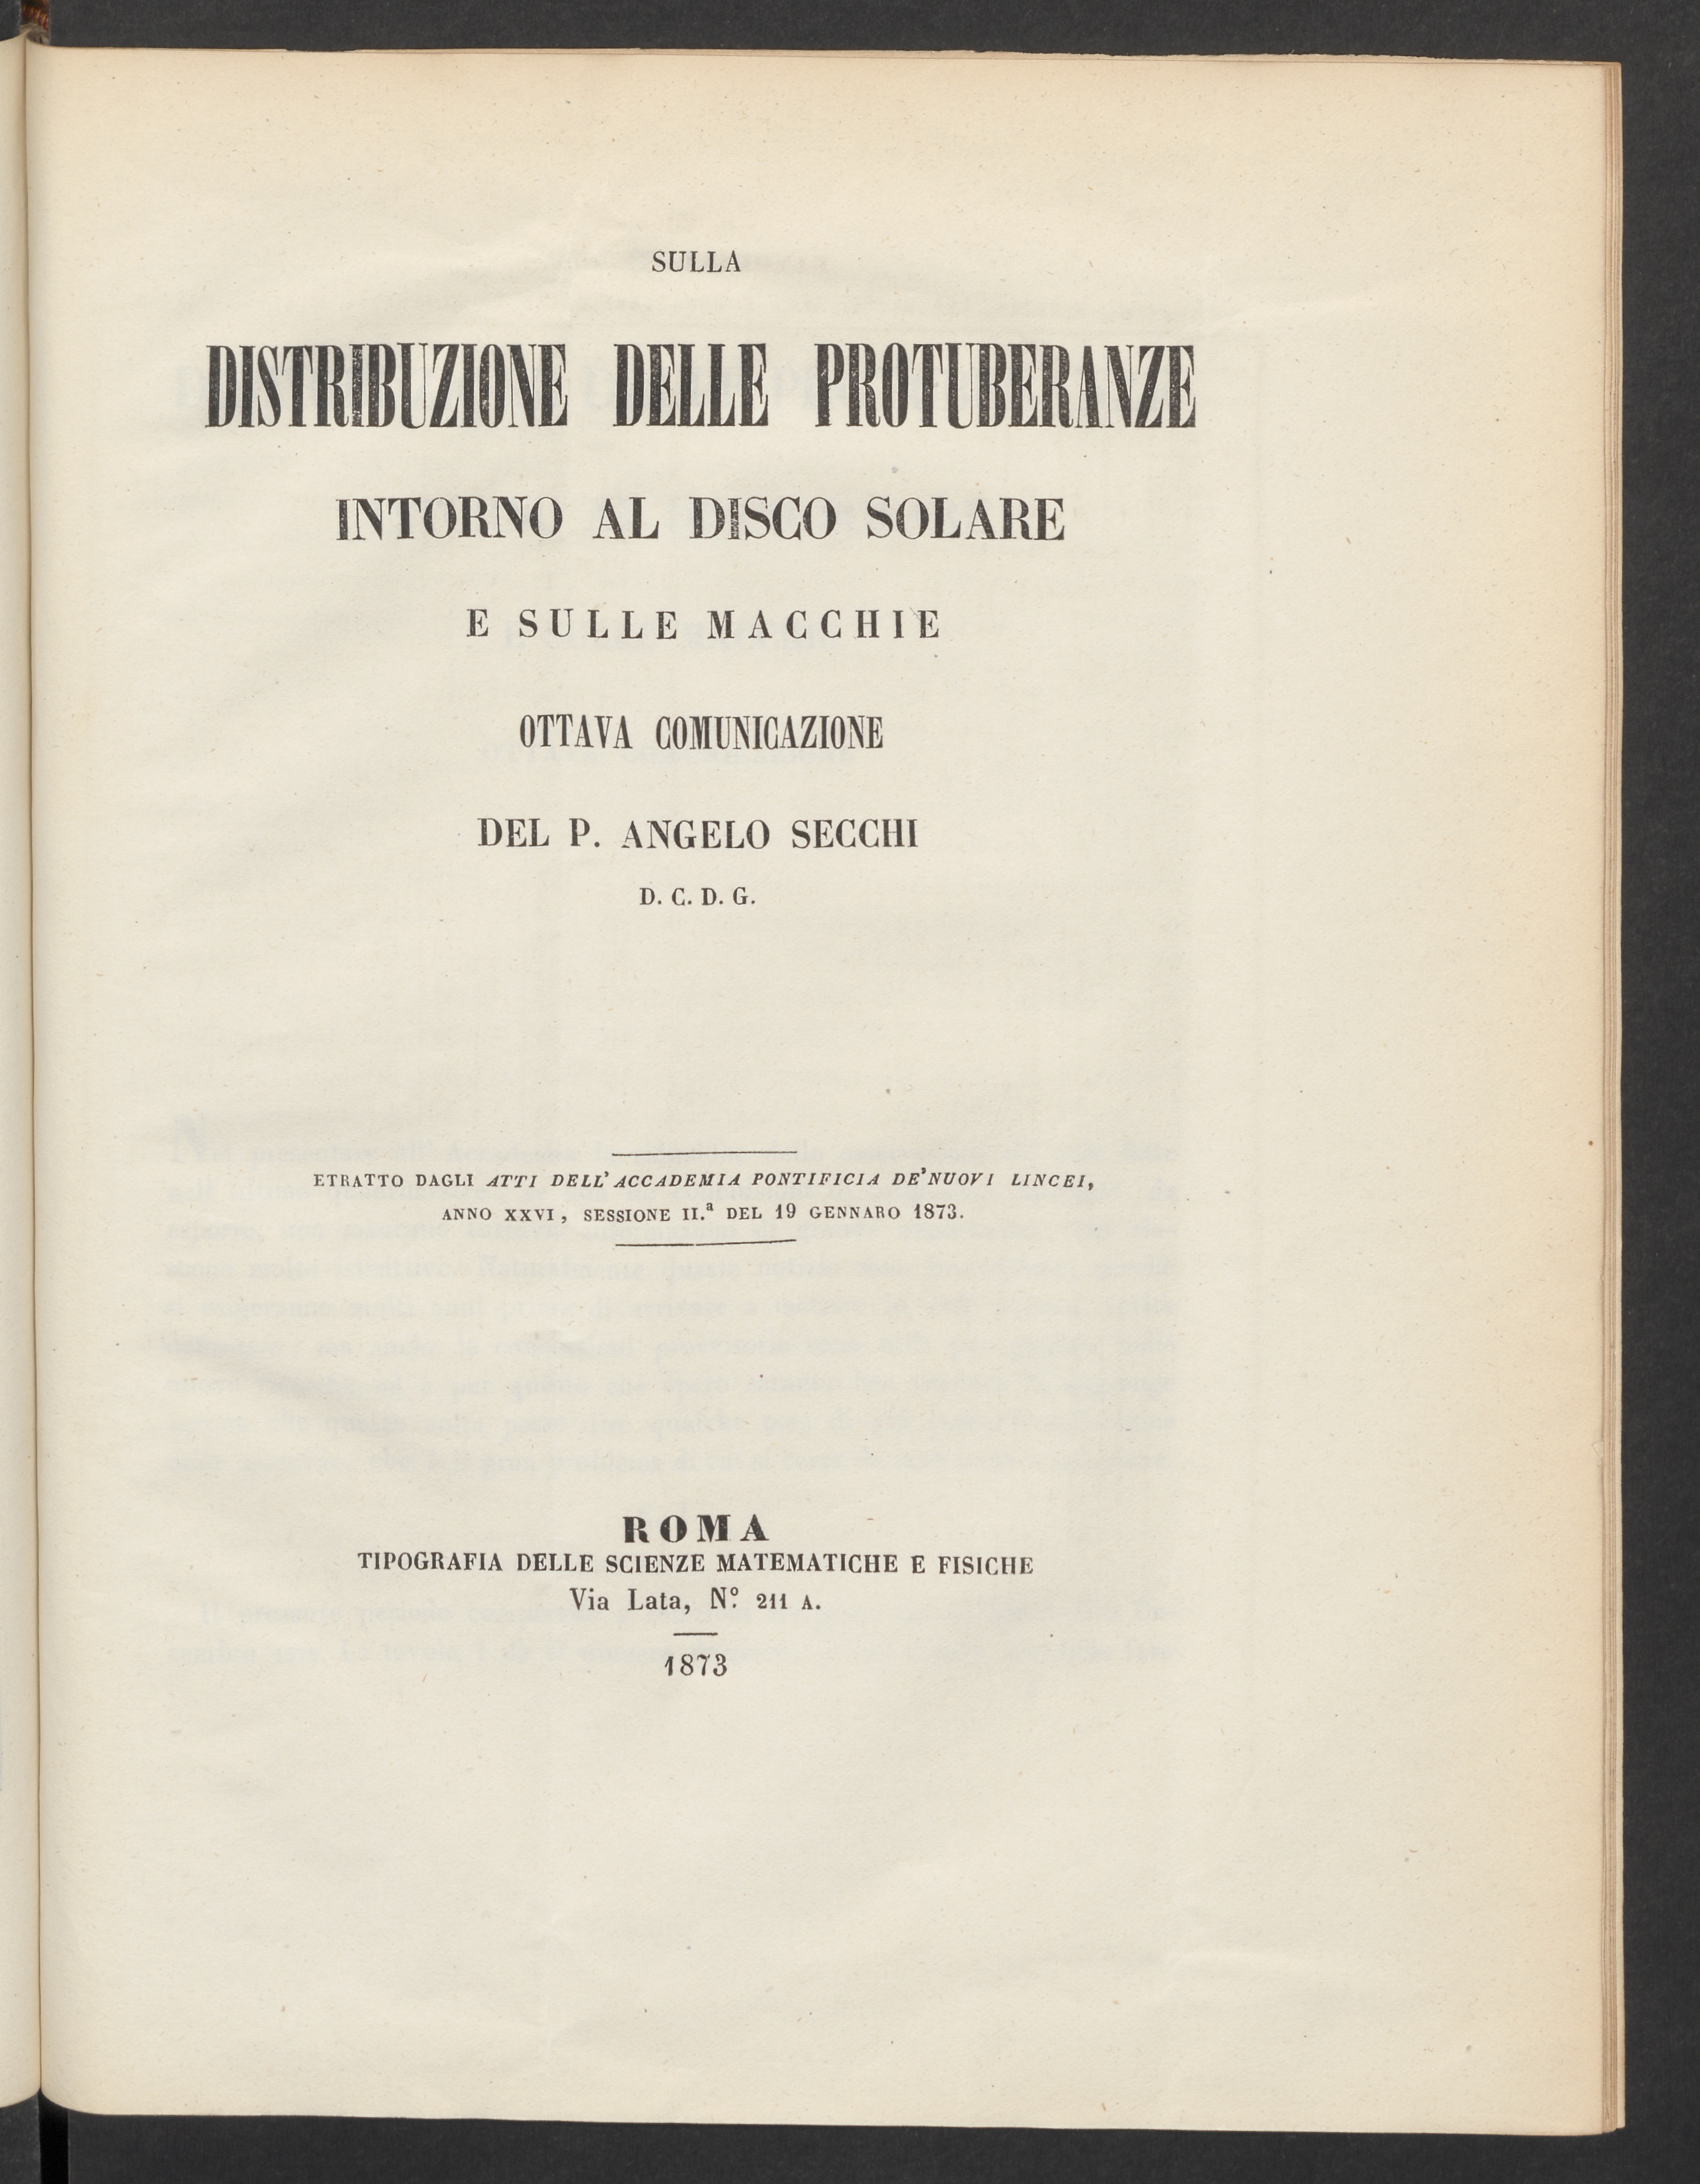 SULLA
DISTRIBUZIONE DELLE PROTUBERANZE
INTORNO AL DISCO SOLARE
E SULLE MACCHIE
OTTAVA COMUNICAZIONE
DEL P. ANGELO SECCHI
D. C. D. G.
ETRATTO DAGLI ATTI DELL'ACCADEMIA PONTIFICIA DE'NUOVI LINCEI,
ANNO XXVI, SESSIONE II.ª DEL 19 GENNARO 1873.
ROMA
TIPOGRAFIA DELLE SCIENZE MATEMATICHE E FISICHE
Via Lata, N.º 211 A.
1873